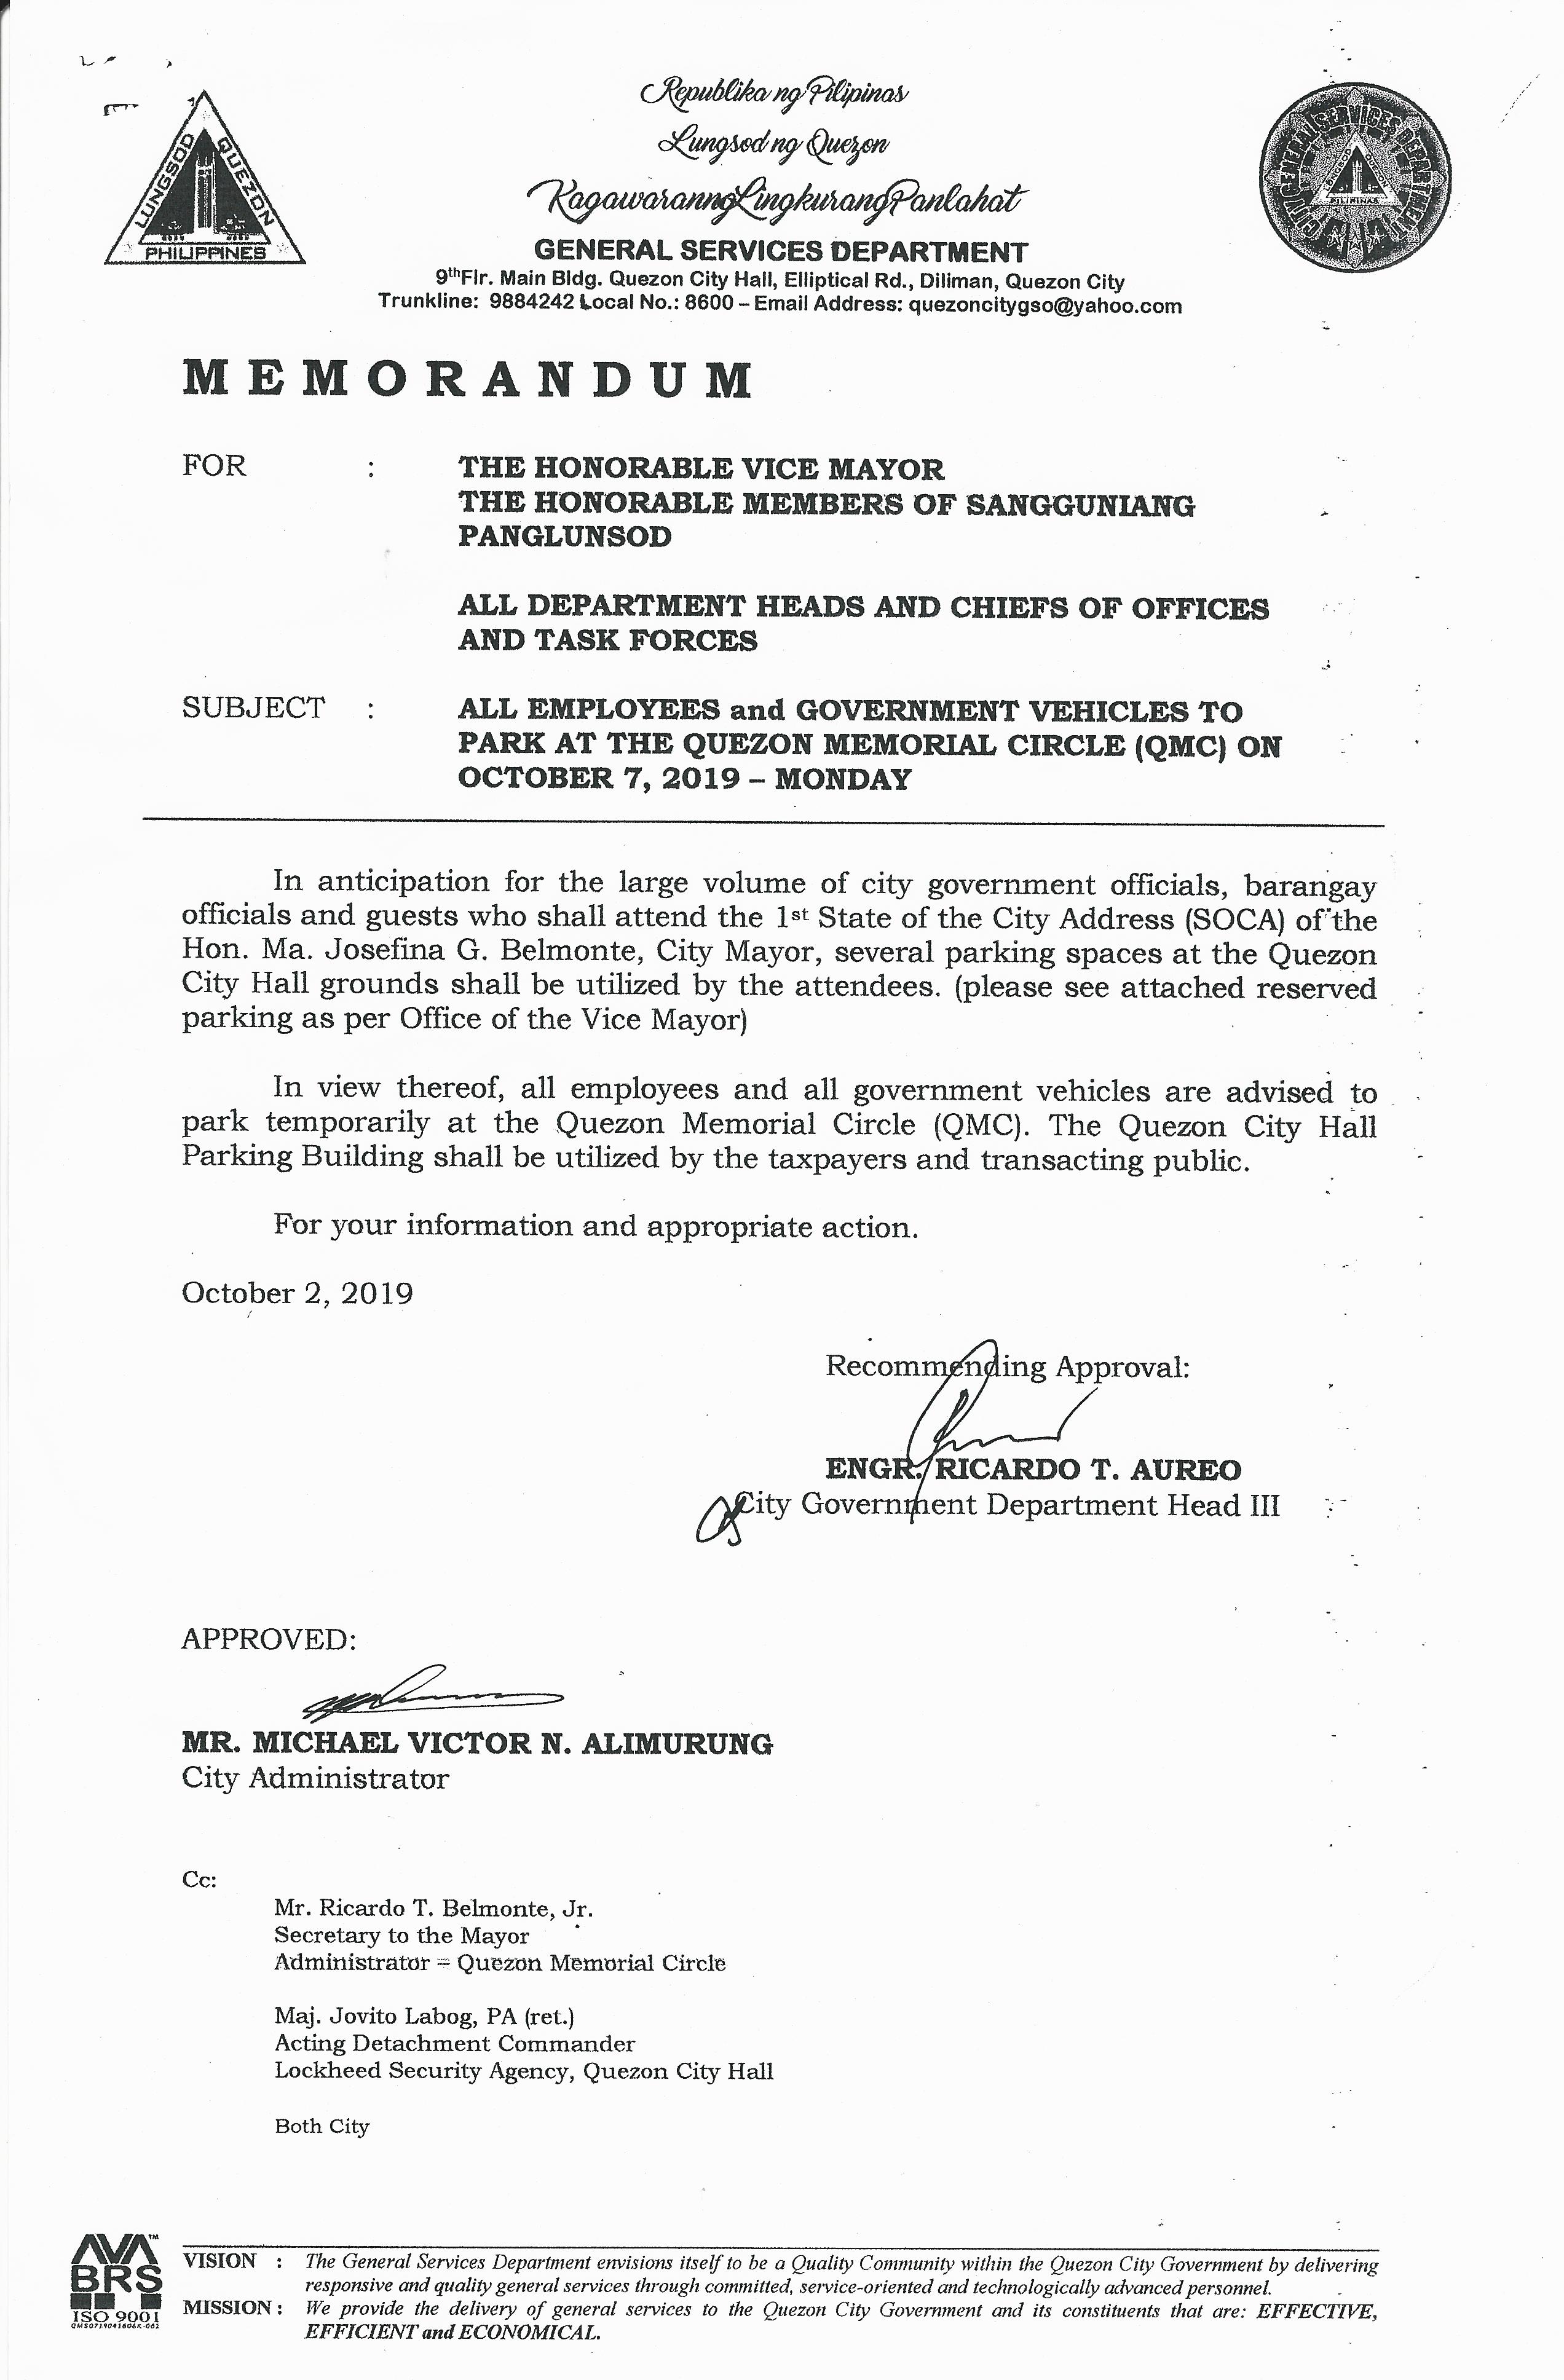 Republika ng Pilipinas
Lungsod ng Quezon
KagawaranngLingkurangPanlahat
GENERAL SERVICES DEPARTMENT
9thFlr. Main Bldg. Quezon City Hall, Elliptical Rd., Diliman, Quezon City
Trunkline: 9884242 Local No.: 8600 – Email Address: quezoncitygso@yahoo.com
LUNGSOD QUEZON
PHILIPPINES
CITY GENERAL SERVICES DEPARTMENT
PILIPINAS
MEMORANDUM
FOR : THE HONORABLE VICE MAYOR
THE HONORABLE MEMBERS OF SANGGUNIANG
PANGLUNSOD
ALL DEPARTMENT HEADS AND CHIEFS OF OFFICES
AND TASK FORCES
SUBJECT : ALL EMPLOYEES and GOVERNMENT VEHICLES TO
PARK AT THE QUEZON MEMORIAL CIRCLE (QMC) ON
OCTOBER 7, 2019 – MONDAY
In anticipation for the large volume of city government officials, barangay
officials and guests who shall attend the 1st State of the City Address (SOCA) of the
Hon. Ma. Josefina G. Belmonte, City Mayor, several parking spaces at the Quezon
City Hall grounds shall be utilized by the attendees. (please see attached reserved
parking as per Office of the Vice Mayor)
In view thereof, all employees and all government vehicles are advised to
park temporarily at the Quezon Memorial Circle (QMC). The Quezon City Hall
Parking Building shall be utilized by the taxpayers and transacting public.
For your information and appropriate action.
October 2, 2019
Recommending Approval:
ENGR. RICARDO T. AUREO
City Government Department Head III
APPROVED:
MR. MICHAEL VICTOR N. ALIMURUNG
City Administrator
Cc:
Mr. Ricardo T. Belmonte, Jr.
Secretary to the Mayor
Administrator – Quezon Memorial Circle
Maj. Jovito Labog, PA (ret.)
Acting Detachment Commander
Lockheed Security Agency, Quezon City Hall
Both City
AVA™
BRS
ISO 9001
VISION : The General Services Department envisions itself to be a Quality Community within the Quezon City Government by delivering
responsive and quality general services through committed, service-oriented and technologically advanced personnel.
MISSION : We provide the delivery of general services to the Quezon City Government and its constituents that are: EFFECTIVE,
EFFICIENT and ECONOMICAL.